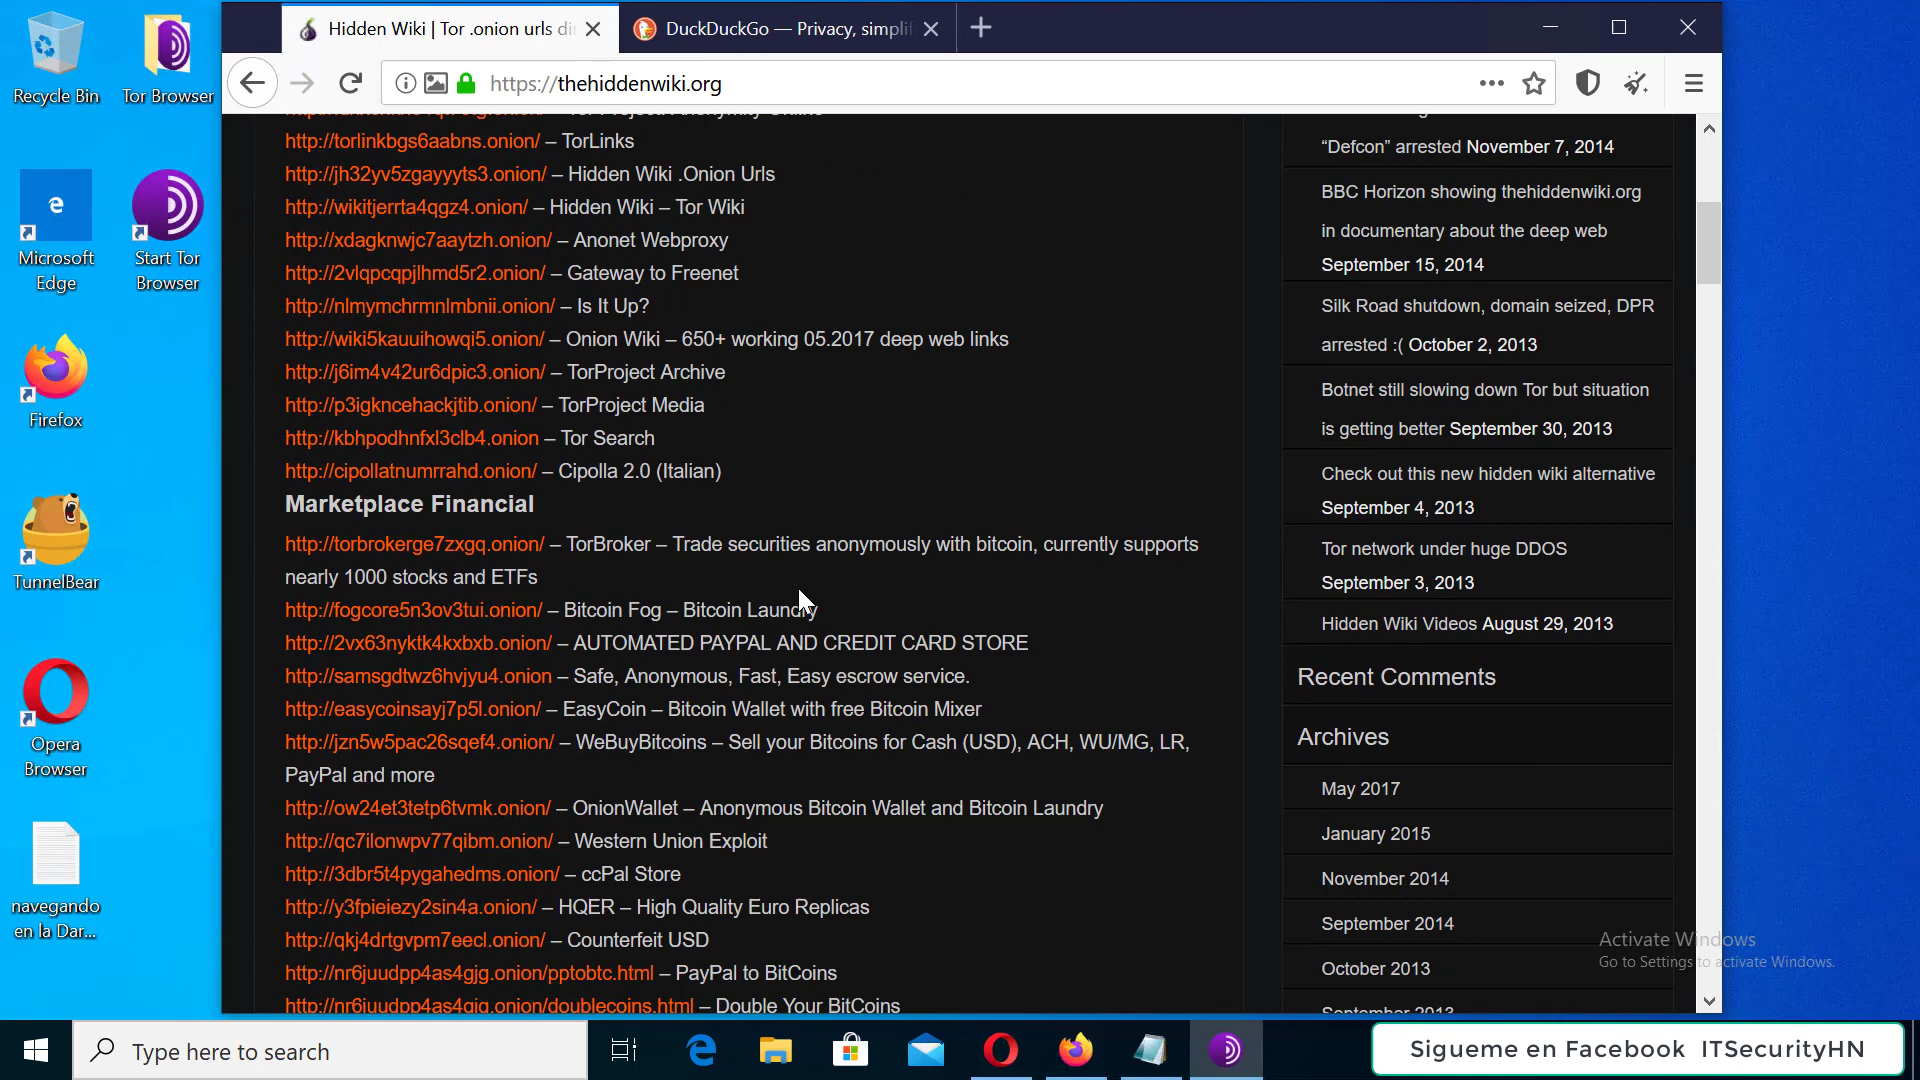 Recycle Bin
Tor Browser
Microsoft
Edge
Start Tor
Browser
Firefox
TunnelBear
Opera
Browser
navegando
en la Dar...
Hidden Wiki | Tor .onion urls di
DuckDuckGo — Privacy, simplif
https://thehiddenwiki.org
http://torlinkbgs6aabns.onion/ – TorLinks
http://jh32yv5zgayyyts3.onion/ – Hidden Wiki .Onion Urls
http://wikitjerrta4qgz4.onion/ – Hidden Wiki – Tor Wiki
http://xdagknwjc7aaytzh.onion/ – Anonet Webproxy
http://2vlqpcqpjlhmd5r2.onion/ – Gateway to Freenet
http://nlmymchrmnlmbnii.onion/ – Is It Up?
http://wiki5kauuihowqi5.onion/ – Onion Wiki – 650+ working 05.2017 deep web links
http://j6im4v42ur6dpic3.onion/ – TorProject Archive
http://p3igkncehackjtib.onion/ – TorProject Media
http://kbhpodhnfxl3clb4.onion – Tor Search
http://cipollatnumrrahd.onion/ – Cipolla 2.0 (Italian)
Marketplace Financial
http://torbrokerge7zxgq.onion/ – TorBroker – Trade securities anonymously with bitcoin, currently supports
nearly 1000 stocks and ETFs
http://fogcore5n3ov3tui.onion/ – Bitcoin Fog – Bitcoin Laundry
http://2vx63nyktk4kxbxb.onion/ – AUTOMATED PAYPAL AND CREDIT CARD STORE
http://samsgdtwz6hvjyu4.onion – Safe, Anonymous, Fast, Easy escrow service.
http://easycoinsayj7p5l.onion/ – EasyCoin – Bitcoin Wallet with free Bitcoin Mixer
http://jzn5w5pac26sqef4.onion/ – WeBuyBitcoins – Sell your Bitcoins for Cash (USD), ACH, WU/MG, LR,
PayPal and more
http://ow24et3tetp6tvmk.onion/ – OnionWallet – Anonymous Bitcoin Wallet and Bitcoin Laundry
http://qc7ilonwpv77qibm.onion/ – Western Union Exploit
http://3dbr5t4pygahedms.onion/ – ccPal Store
http://y3fpieiezy2sin4a.onion/ – HQER – High Quality Euro Replicas
http://qkj4drtgvpm7eecl.onion/ – Counterfeit USD
http://nr6juudpp4as4gjg.onion/pptobtc.html – PayPal to BitCoins
http://nr6juudpp4as4gjg.onion/doublecoins.html – Double Your BitCoins
“Defcon” arrested November 7, 2014
BBC Horizon showing thehiddenwiki.org
in documentary about the deep web
September 15, 2014
Silk Road shutdown, domain seized, DPR
arrested :( October 2, 2013
Botnet still slowing down Tor but situation
is getting better September 30, 2013
Check out this new hidden wiki alternative
September 4, 2013
Tor network under huge DDOS
September 3, 2013
Hidden Wiki Videos August 29, 2013
Recent Comments
Archives
May 2017
January 2015
November 2014
September 2014
October 2013
September 2013
Activate Windows
Go to Settings to activate Windows.
Type here to search
Sigueme en Facebook ITSecurityHN